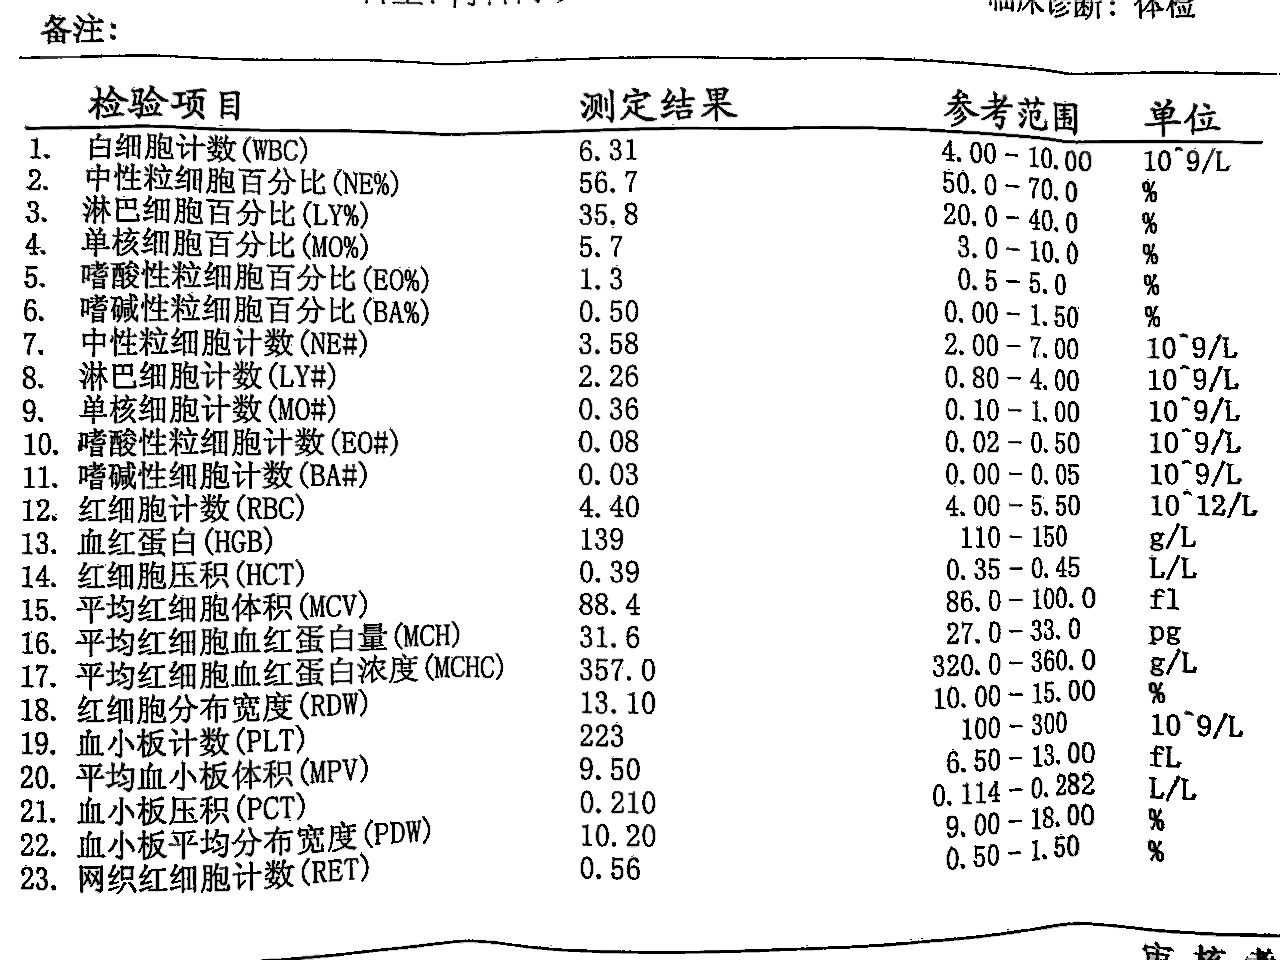 临床诊断: 体检
备注:
检验项目 测定结果 参考范围 单位
1. 白细胞计数(WBC) 6.31 4.00-10.00 10^9/L
2. 中性粒细胞百分比(NE%) 56.7 50.0-70.0 %
3. 淋巴细胞百分比(LY%) 35.8 20.0-40.0 %
4. 单核细胞百分比(MO%) 5.7 3.0-10.0 %
5. 嗜酸性粒细胞百分比(EO%) 1.3 0.5-5.0 %
6. 嗜碱性粒细胞百分比(BA%) 0.50 0.00-1.50 %
7. 中性粒细胞计数(NE#) 3.58 2.00-7.00 10^9/L
8. 淋巴细胞计数(LY#) 2.26 0.80-4.00 10^9/L
9. 单核细胞计数(MO#) 0.36 0.10-1.00 10^9/L
10. 嗜酸性粒细胞计数(EO#) 0.08 0.02-0.50 10^9/L
11. 嗜碱性细胞计数(BA#) 0.03 0.00-0.05 10^9/L
12. 红细胞计数(RBC) 4.40 4.00-5.50 10^12/L
13. 血红蛋白(HGB) 139 110-150 g/L
14. 红细胞压积(HCT) 0.39 0.35-0.45 L/L
15. 平均红细胞体积(MCV) 88.4 86.0-100.0 fl
16. 平均红细胞血红蛋白量(MCH) 31.6 27.0-33.0 pg
17. 平均红细胞血红蛋白浓度(MCHC) 357.0 320.0-360.0 g/L
18. 红细胞分布宽度(RDW) 13.10 10.00-15.00 %
19. 血小板计数(PLT) 223 100-300 10^9/L
20. 平均血小板体积(MPV) 9.50 6.50-13.00 fL
21. 血小板压积(PCT) 0.210 0.114-0.282 L/L
22. 血小板平均分布宽度(PDW) 10.20 9.00-18.00 %
23. 网织红细胞计数(RET) 0.56 0.50-1.50 %
审核者